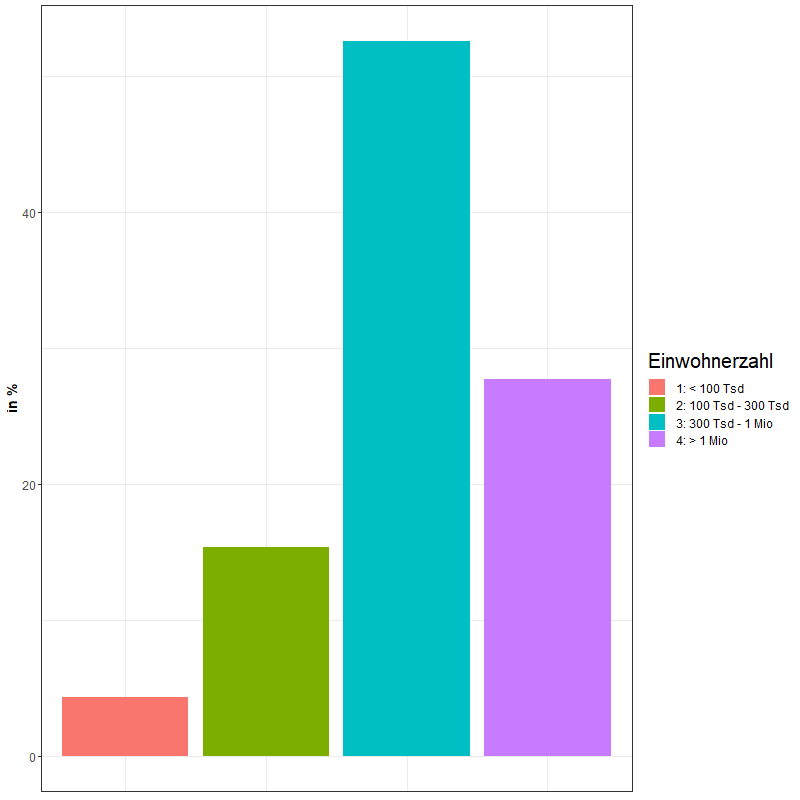 40
20
0
in %
Einwohnerzahl
1: < 100 Tsd
2: 100 Tsd - 300 Tsd
3: 300 Tsd - 1 Mio
4: > 1 Mio